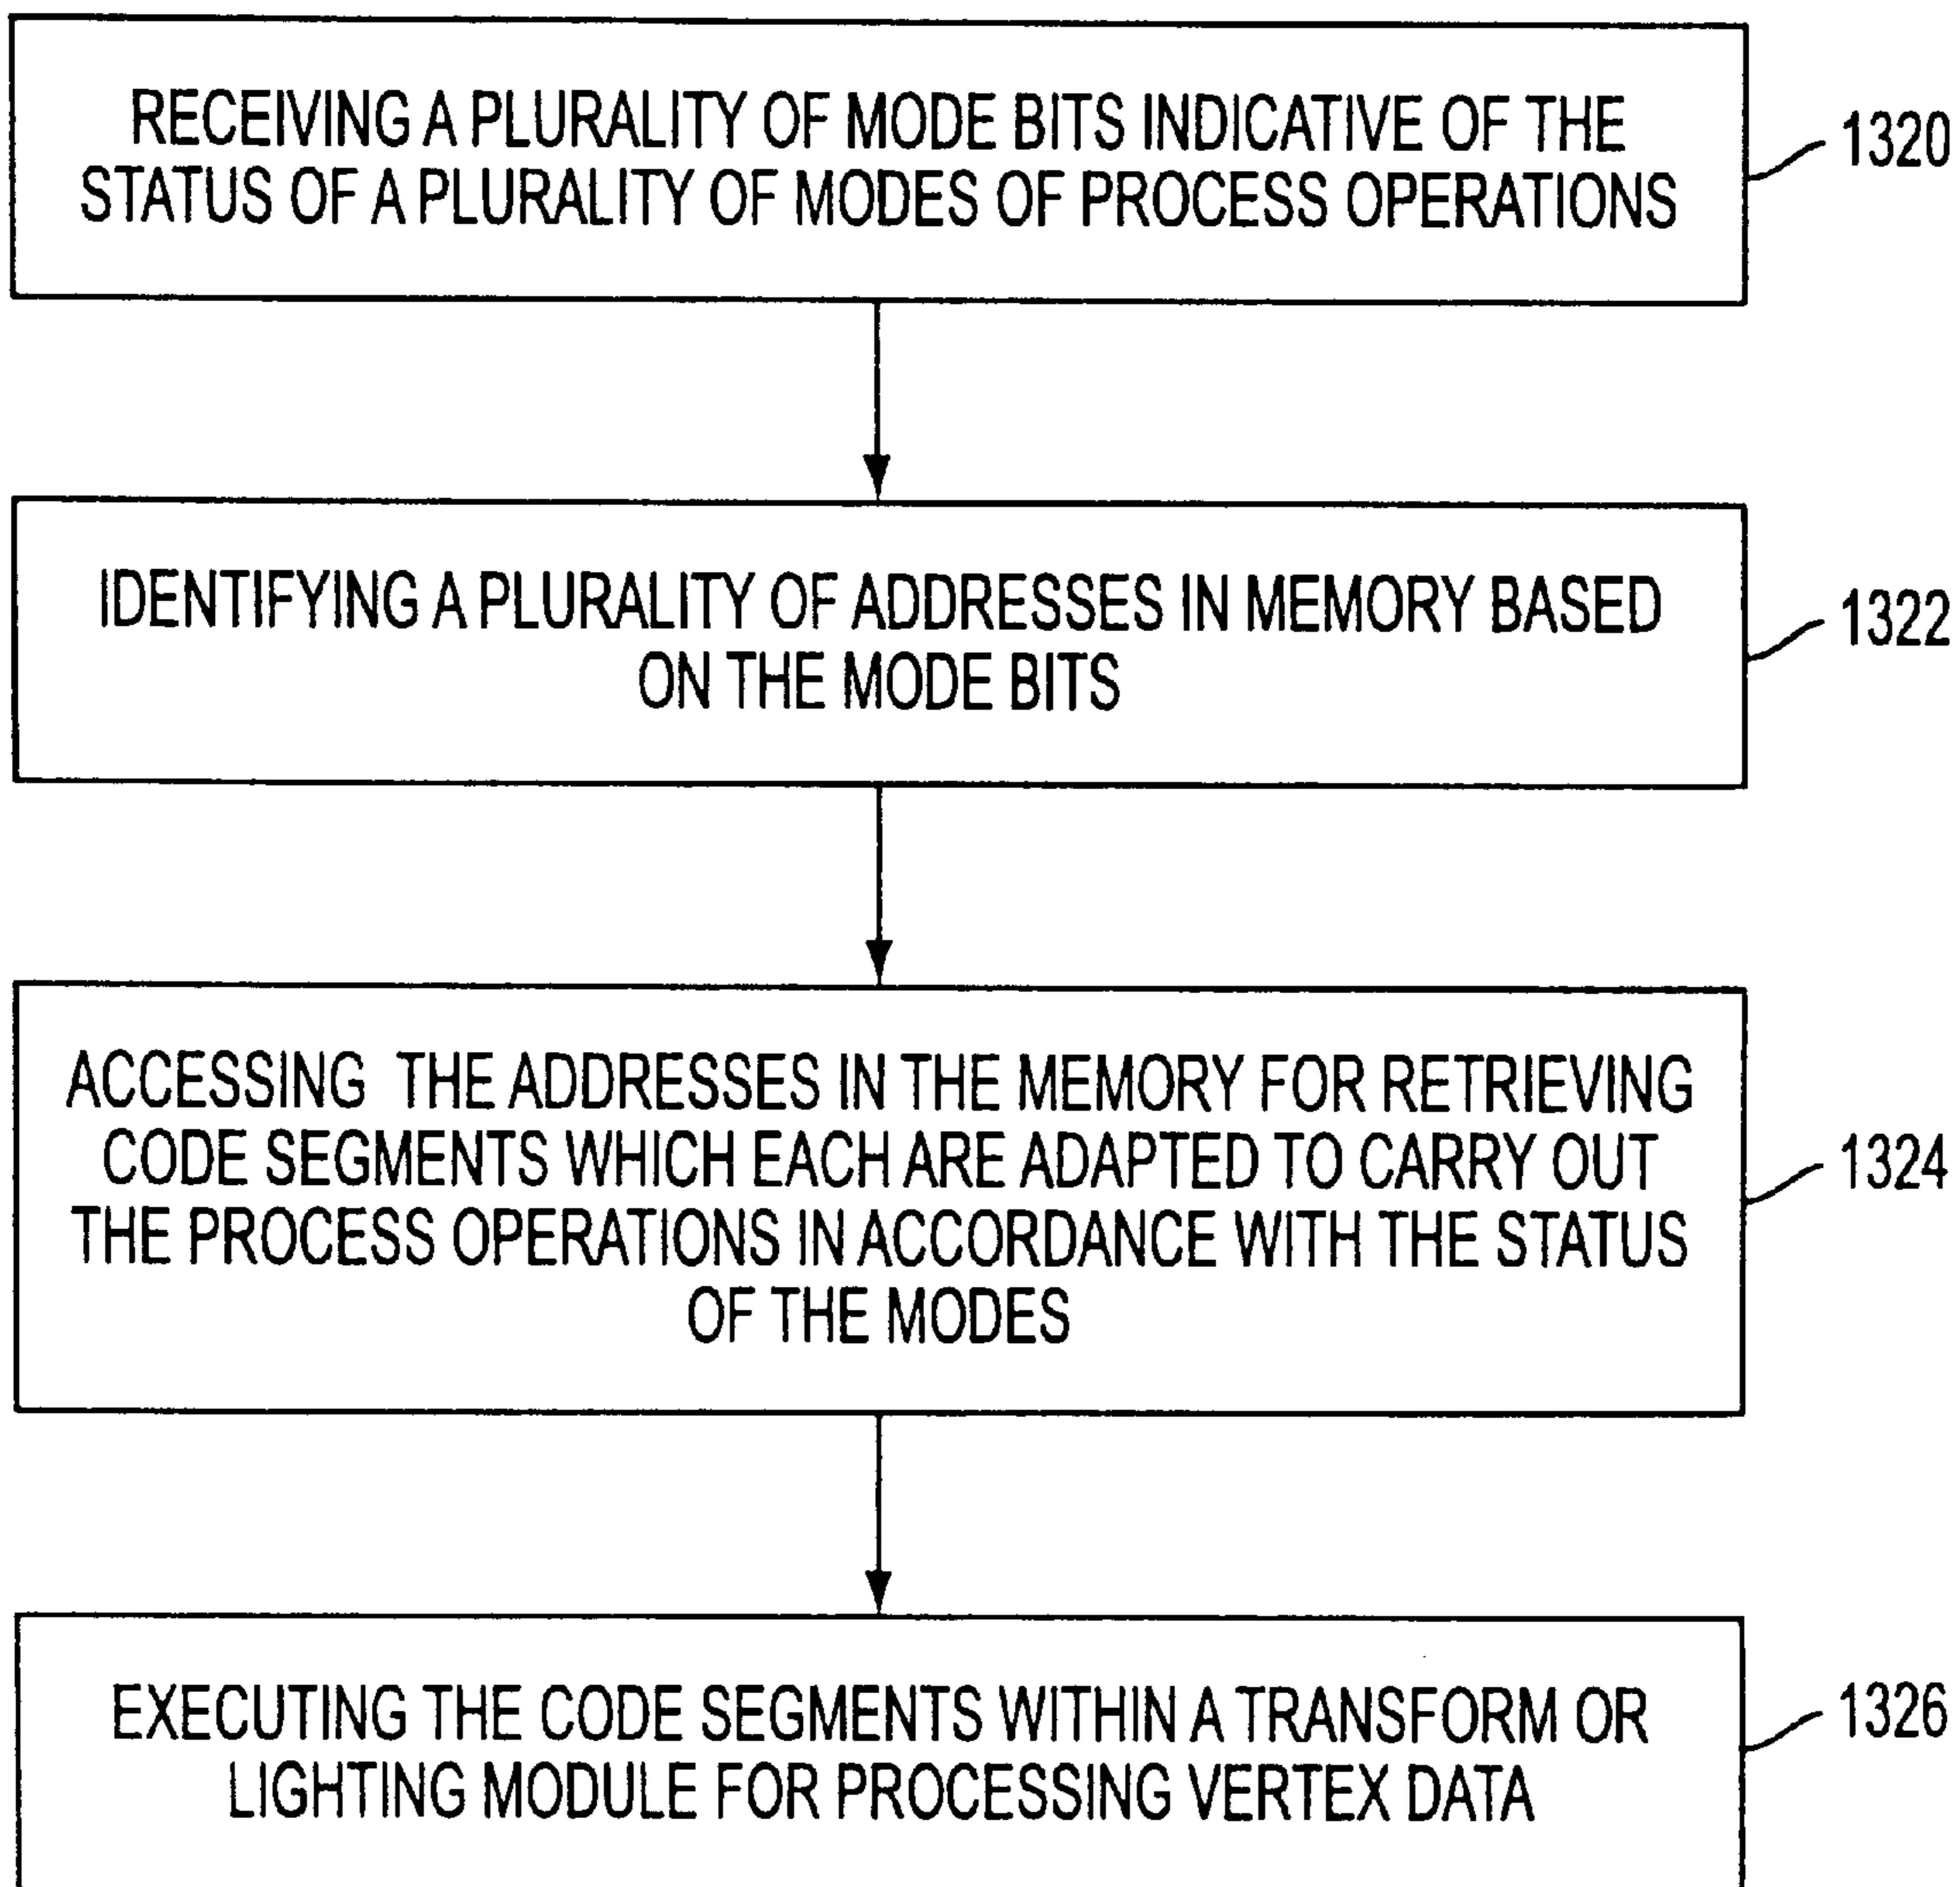 RECEIVING A PLURALITY OF MODE BITS INDICATIVE OF THE
STATUS OF A PLURALITY OF MODES OF PROCESS OPERATIONS
1320
IDENTIFYING A PLURALITY OF ADDRESSES IN MEMORY BASED
ON THE MODE BITS
1322
ACCESSING THE ADDRESSES IN THE MEMORY FOR RETRIEVING
CODE SEGMENTS WHICH EACH ARE ADAPTED TO CARRY OUT
THE PROCESS OPERATIONS IN ACCORDANCE WITH THE STATUS
OF THE MODES
1324
EXECUTING THE CODE SEGMENTS WITHIN A TRANSFORM OR
LIGHTING MODULE FOR PROCESSING VERTEX DATA
1326